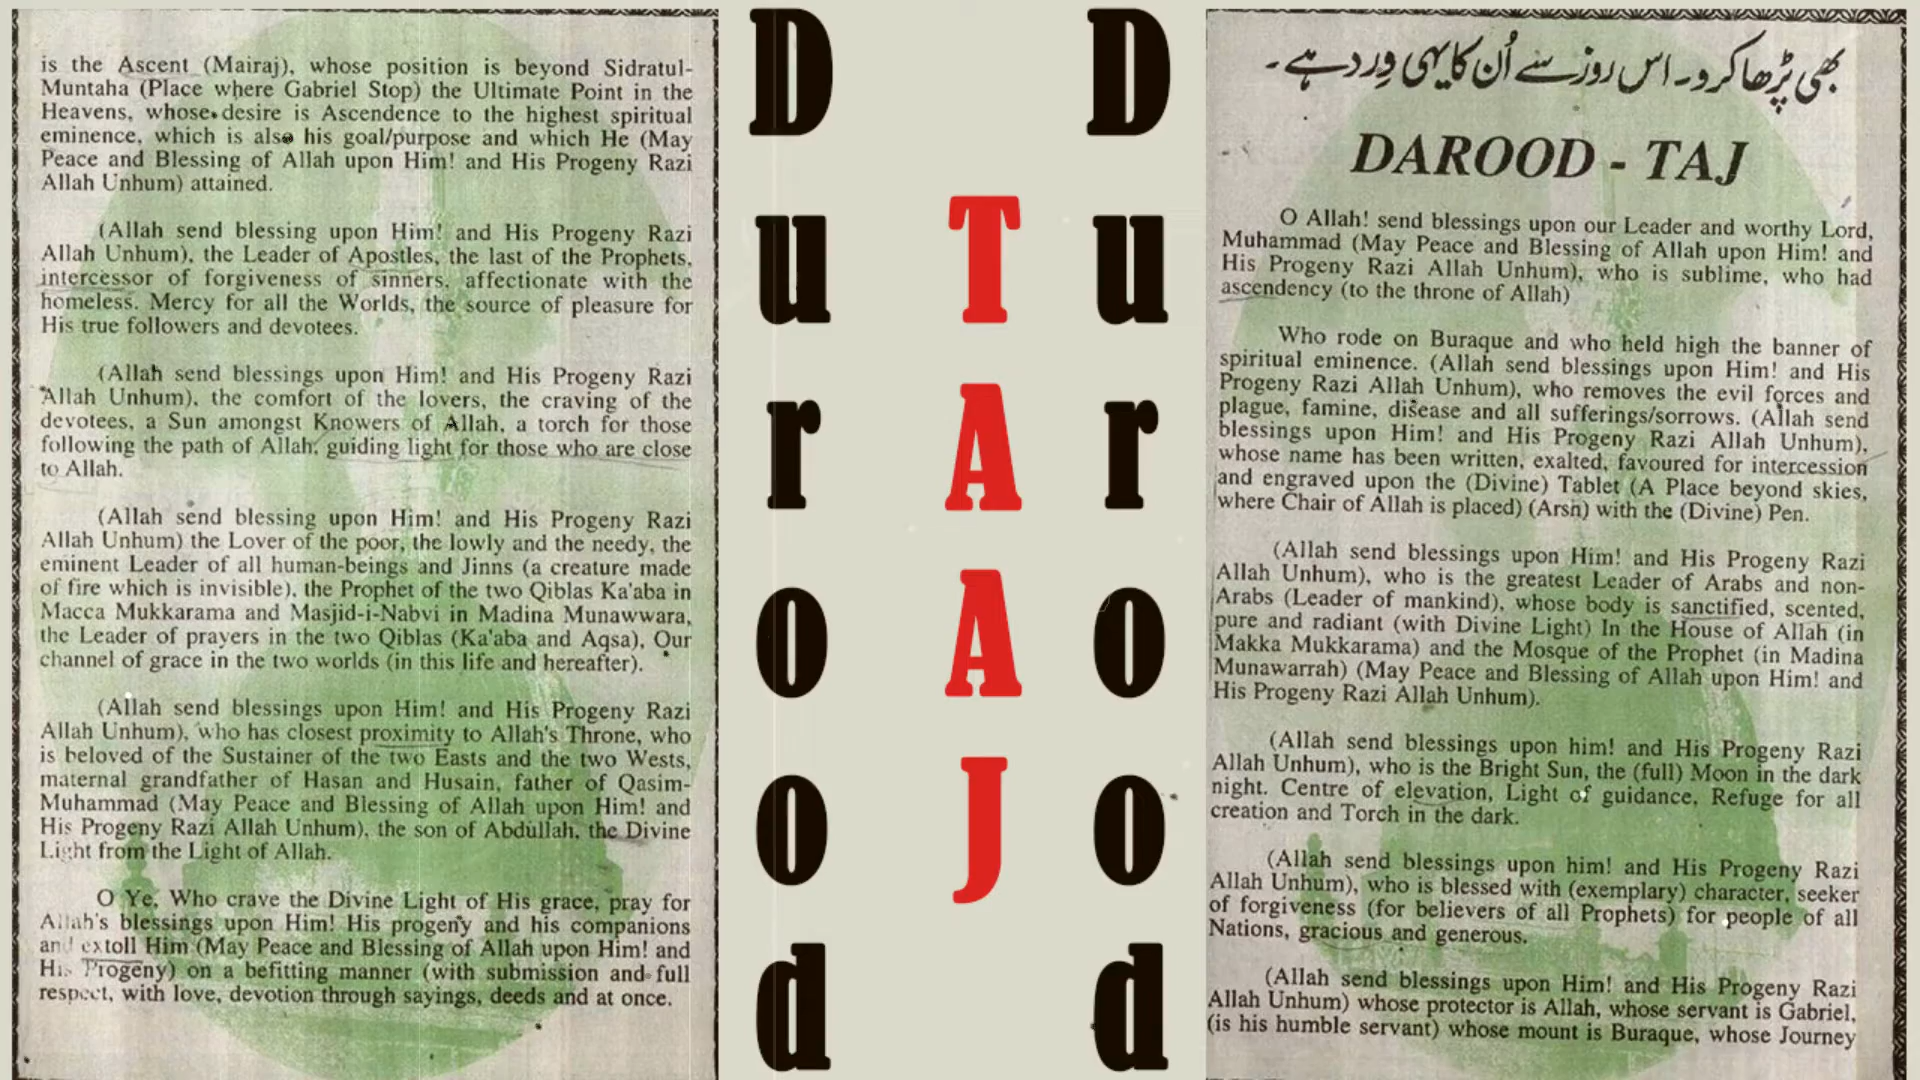 بھی پڑھا کرو۔ اس روز سے اُن کا یہی وِرد ہے۔
DAROOD - TAJ
O Allah! send blessings upon our Leader and worthy Lord,
Muhammad (May Peace and Blessing of Allah upon Him! and
His Progeny Razi Allah Unhum), who is sublime, who had
ascendency (to the throne of Allah)
Who rode on Buraque and who held high the banner of
spiritual eminence. (Allah send blessings upon Him! and His
Progeny Razi Allah Unhum), who removes the evil forces and
plague, famine, disease and all sufferings/sorrows. (Allah send
blessings upon Him! and His Progeny Razi Allah Unhum),
whose name has been written, exalted, favoured for intercession
and engraved upon the (Divine) Tablet (A Place beyond skies,
where Chair of Allah is placed) (Arsh) with the (Divine) Pen.
(Allah send blessings upon Him! and His Progeny Razi
Allah Unhum), who is the greatest Leader of Arabs and non-
Arabs (Leader of mankind), whose body is sanctified, scented,
pure and radiant (with Divine Light) In the House of Allah (in
Makka Mukkarama) and the Mosque of the Prophet (in Madina
Munawarrah) (May Peace and Blessing of Allah upon Him! and
His Progeny Razi Allah Unhum).
(Allah send blessings upon him! and His Progeny Razi
Allah Unhum), who is the Bright Sun, the (full) Moon in the dark
night. Centre of elevation, Light of guidance, Refuge for all
creation and Torch in the dark.
(Allah send blessings upon him! and His Progeny Razi
Allah Unhum), who is blessed with (exemplary) character, seeker
of forgiveness (for believers of all Prophets) for people of all
Nations, gracious and generous.
(Allah send blessings upon Him! and His Progeny Razi
Allah Unhum) whose protector is Allah, whose servant is Gabriel,
(is his humble servant) whose mount is Buraque, whose Journey
is the Ascent (Mairaj), whose position is beyond Sidratul-
Muntaha (Place where Gabriel Stop) the Ultimate Point in the
Heavens, whose desire is Ascendence to the highest spiritual
eminence, which is also his goal/purpose and which He (May
Peace and Blessing of Allah upon Him! and His Progeny Razi
Allah Unhum) attained.
(Allah send blessing upon Him! and His Progeny Razi
Allah Unhum), the Leader of Apostles, the last of the Prophets,
intercessor of forgiveness of sinners, affectionate with the
homeless. Mercy for all the Worlds, the source of pleasure for
His true followers and devotees.
(Allah send blessings upon Him! and His Progeny Razi
Allah Unhum), the comfort of the lovers, the craving of the
devotees, a Sun amongst Knowers of Allah, a torch for those
following the path of Allah, guiding light for those who are close
to Allah.
(Allah send blessing upon Him! and His Progeny Razi
Allah Unhum) the Lover of the poor, the lowly and the needy, the
eminent Leader of all human-beings and Jinns (a creature made
of fire which is invisible), the Prophet of the two Qiblas Ka'aba in
Macca Mukkarama and Masjid-i-Nabvi in Madina Munawwara,
the Leader of prayers in the two Qiblas (Ka'aba and Aqsa), Our
channel of grace in the two worlds (in this life and hereafter).
(Allah send blessings upon Him! and His Progeny Razi
Allah Unhum), who has closest proximity to Allah's Throne, who
is beloved of the Sustainer of the two Easts and the two Wests,
maternal grandfather of Hasan and Husain, father of Qasim-
Muhammad (May Peace and Blessing of Allah upon Him! and
His Progeny Razi Allah Unhum), the son of Abdullah, the Divine
Light from the Light of Allah.
O Ye, Who crave the Divine Light of His grace, pray for
Allah's blessings upon Him! His progeny and his companions
and extoll Him (May Peace and Blessing of Allah upon Him! and
His Progeny) on a befitting manner (with submission and full
respect, with love, devotion through sayings, deeds and at once.
Durood
TAAJ
Durood